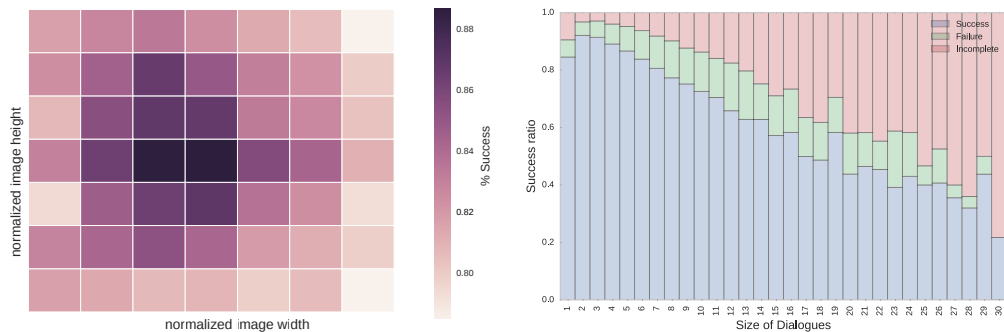 normalized image height
normalized image width
0.88
0.86
0.84
0.82
0.80
% Success
Success ratio
1.0
0.8
0.6
0.4
0.2
0.0
Success
Failure
Incomplete
1 2 3 4 5 6 7 8 9 10 11 12 13 14 15 16 17 18 19 20 21 22 23 24 25 26 27 28 29 30
Size of Dialogues